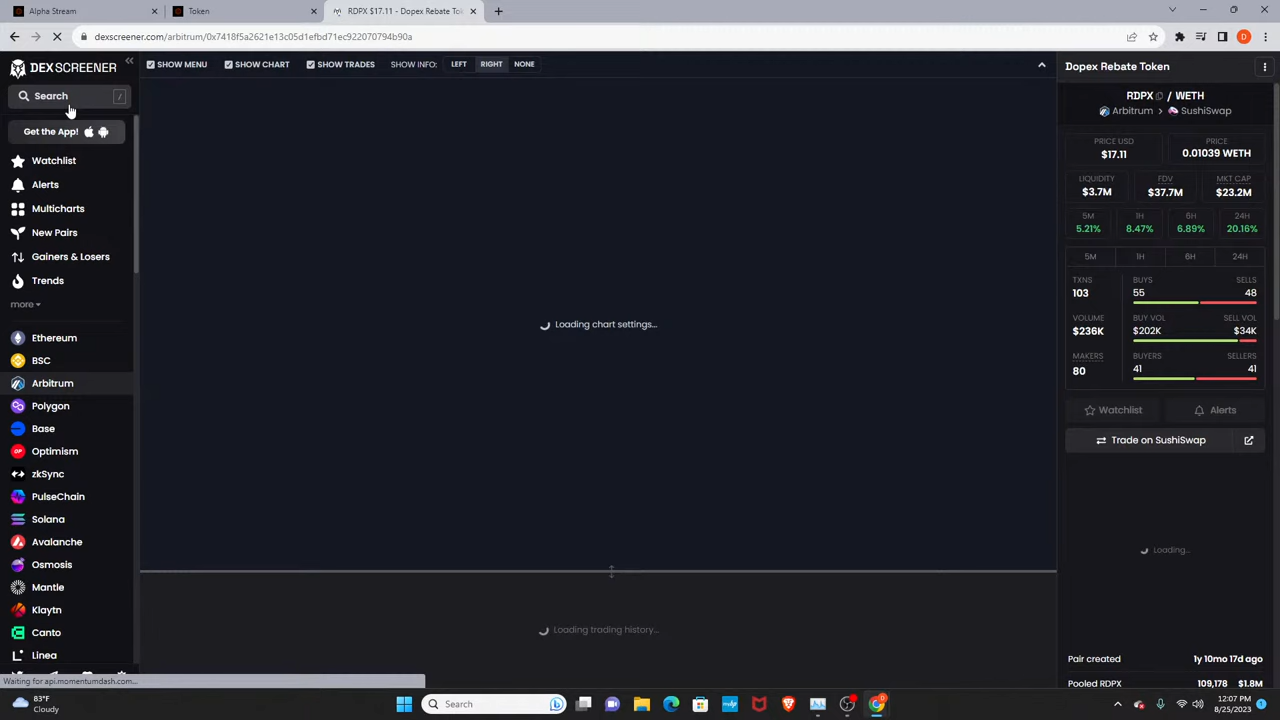 Alpha Stream
Token
RDPX $17.11 - Dopex Rebate Tok
dexscreener.com/arbitrum/0x7418f5a2621e13c05d1efbd71ec922070794b90a
D
DEXSCREENER
SHOW MENU
SHOW CHART
SHOW TRADES
SHOW INFO:
LEFT
RIGHT
NONE
Search /
Get the App!
Watchlist
Alerts
Multicharts
New Pairs
Gainers & Losers
Trends
more
Ethereum
BSC
Arbitrum
Polygon
Base
Optimism
zkSync
PulseChain
Solana
Avalanche
Osmosis
Mantle
Klaytn
Canto
Linea
Waiting for api.momentumdash.com...
Loading chart settings...
Loading trading history...
Dopex Rebate Token
RDPX / WETH
Arbitrum > SushiSwap
PRICE USD
$17.11
PRICE
0.01039 WETH
LIQUIDITY
$3.7M
FDV
$37.7M
MKT CAP
$23.2M
5M
5.21%
1H
8.47%
6H
6.89%
24H
20.16%
5M 1H 6H 24H
TXNS
103
BUYS
55
SELLS
48
VOLUME
$236K
BUY VOL
$202K
SELL VOL
$34K
MAKERS
80
BUYERS
41
SELLERS
41
Watchlist
Alerts
Trade on SushiSwap
Loading...
Pair created 1y 10mo 17d ago
Pooled RDPX 109,178 $1.8M
83°F
Cloudy
Search
12:07 PM
8/25/2023